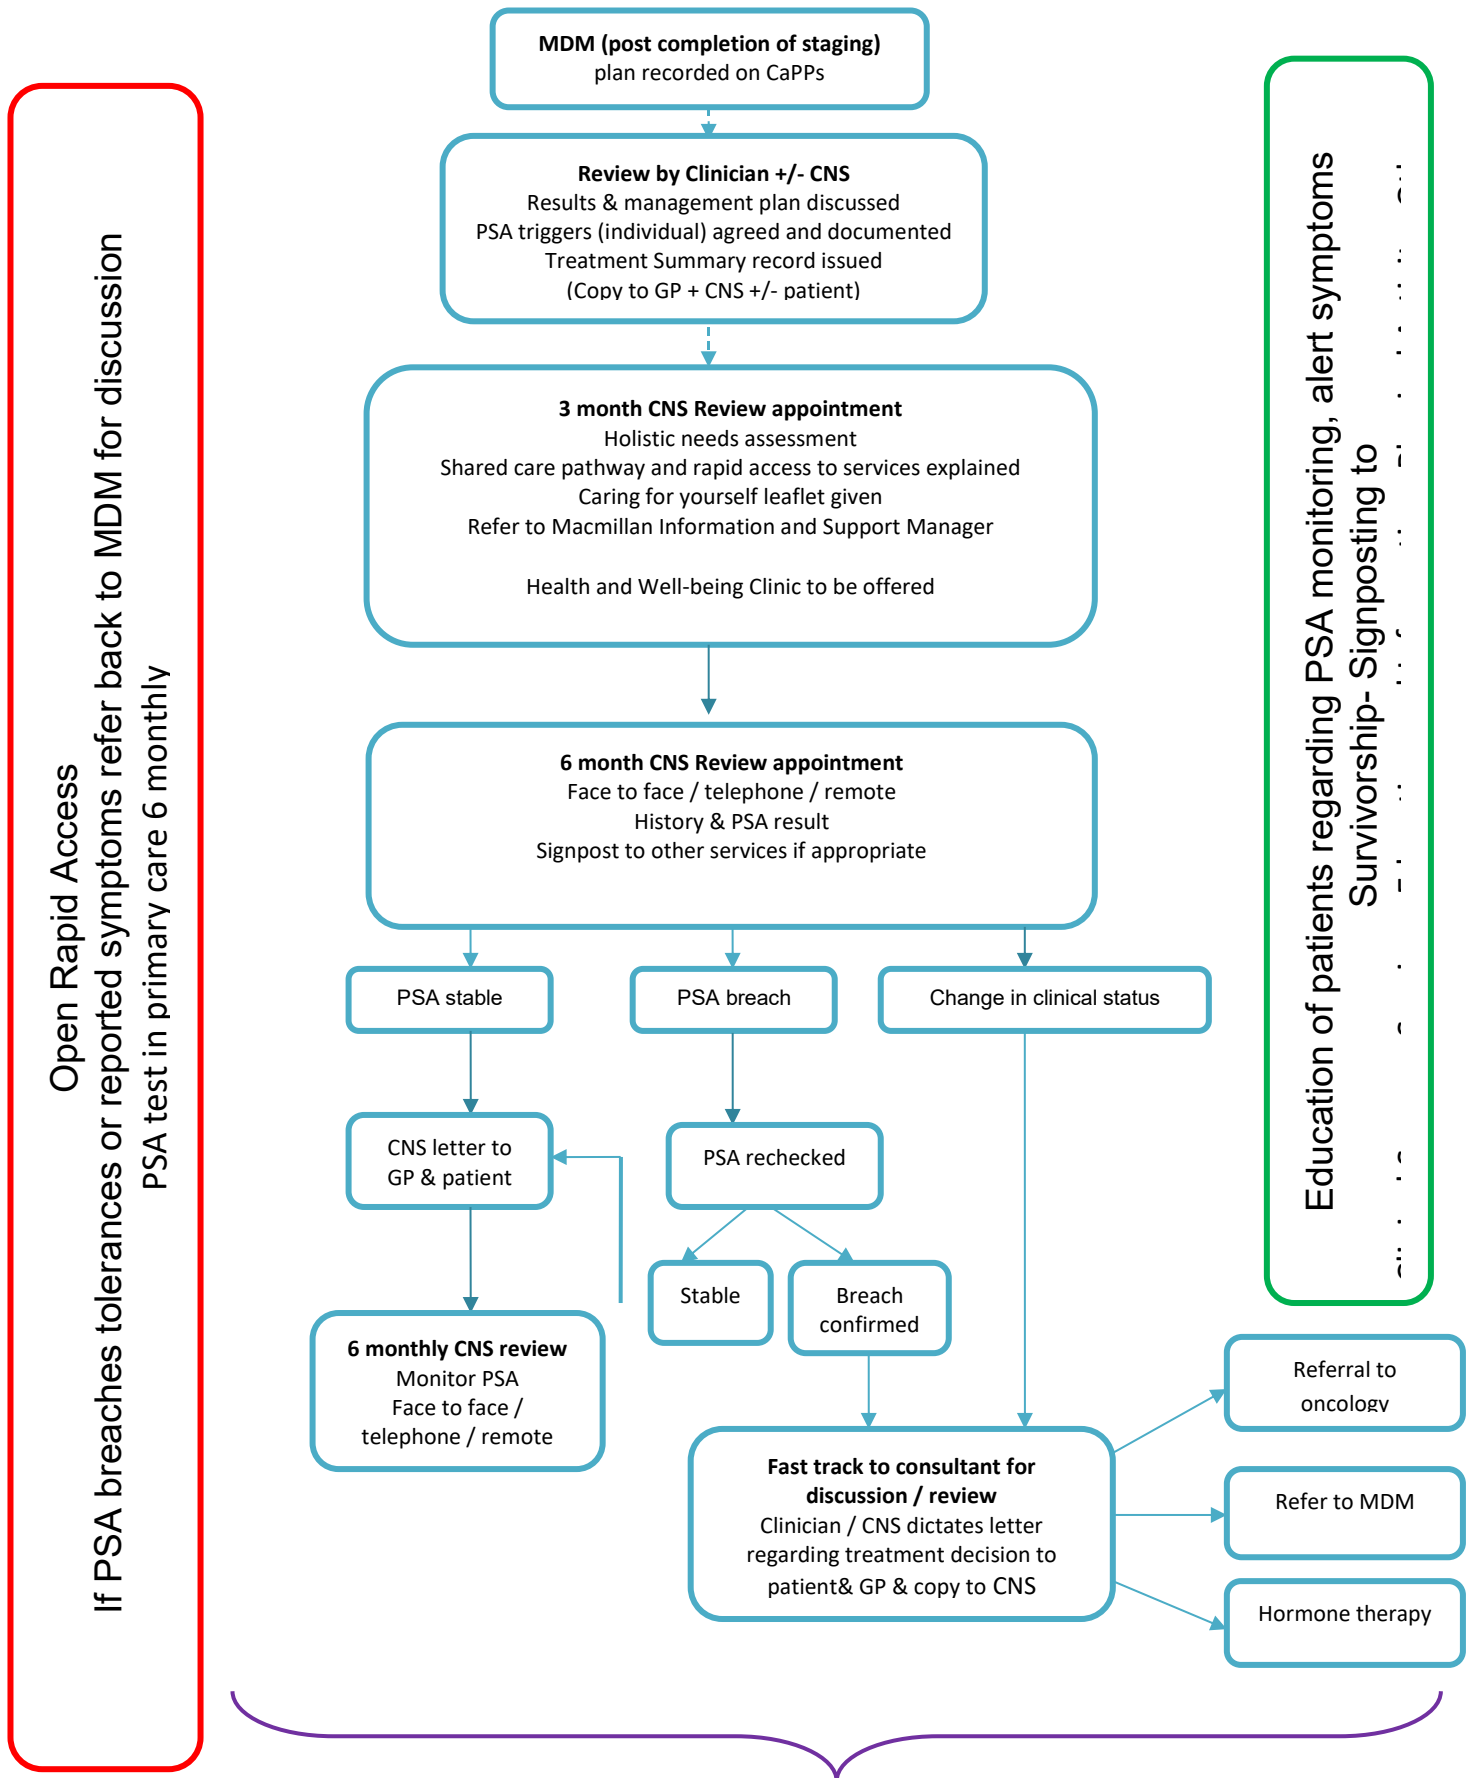 MDM (post completion of staging)
plan recorded on CaPPs
Review by Clinician +/- CNS
Results & management plan discussed
PSA triggers (individual) agreed and documented
Treatment Summary record issued
(Copy to GP + CNS +/- patient)
3 month CNS Review appointment
Holistic needs assessment
Shared care pathway and rapid access to services explained
Caring for yourself leaflet given
Refer to Macmillan Information and Support Manager
Health and Well-being Clinic to be offered
6 month CNS Review appointment
Face to face / telephone / remote
History & PSA result
Signpost to other services if appropriate
PSA stable
PSA breach
Change in clinical status
CNS letter to
GP & patient
PSA rechecked
Stable
Breach
confirmed
6 monthly CNS review
Monitor PSA
Face to face /
telephone / remote
Fast track to consultant for
discussion / review
Clinician / CNS dictates letter
regarding treatment decision to
patient& GP & copy to CNS
Referral to
oncology
Refer to MDM
Hormone therapy
Open Rapid Access
If PSA breaches tolerances or reported symptoms refer back to MDM for discussion
PSA test in primary care 6 monthly
Education of patients regarding PSA monitoring, alert symptoms
Survivorship- Signposting to